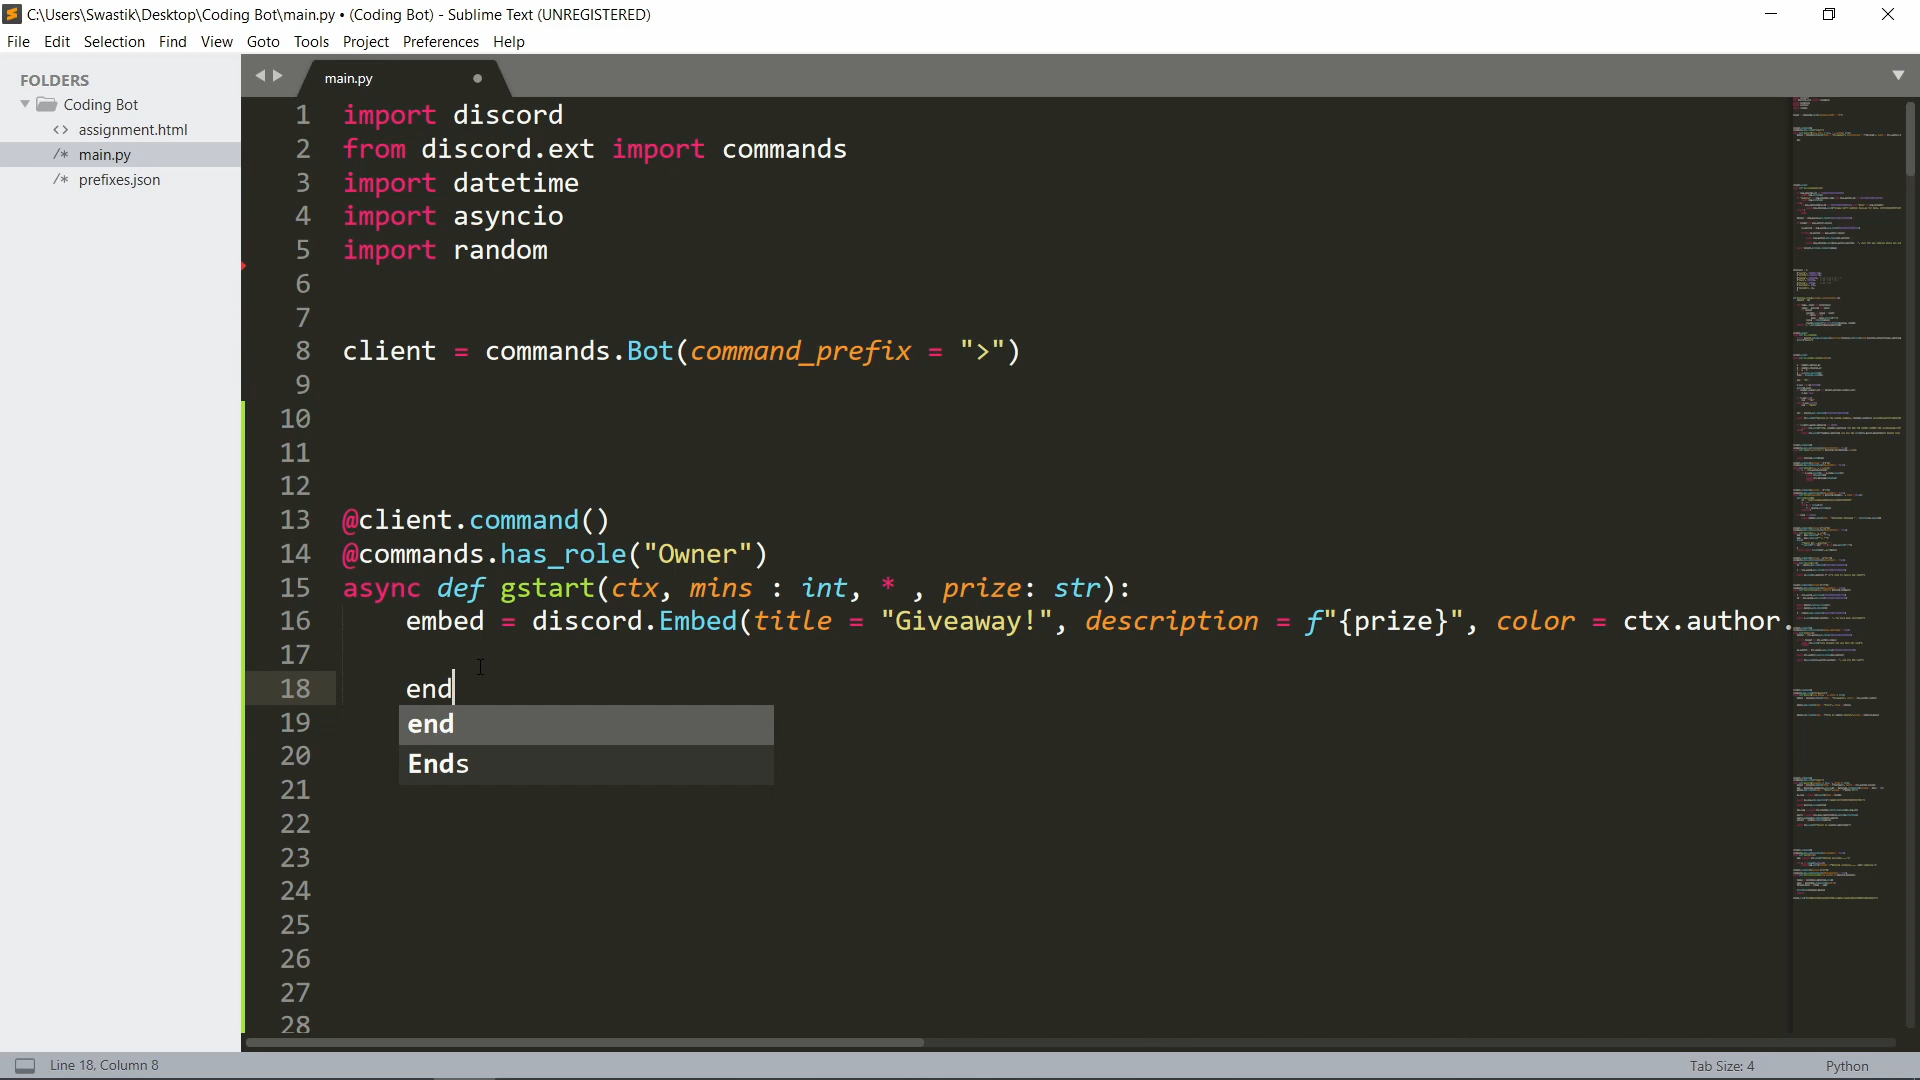 C:\Users\Swastik\Desktop\Coding Bot\main.py • (Coding Bot) - Sublime Text (UNREGISTERED)
File Edit Selection Find View Goto Tools Project Preferences Help
FOLDERS
Coding Bot
<> assignment.html
/* main.py
/* prefixes.json
main.py
1 import discord
2 from discord.ext import commands
3 import datetime
4 import asyncio
5 import random
6
7
8 client = commands.Bot(command_prefix = ">")
9
10
11
12
13 @client.command()
14 @commands.has_role("Owner")
15 async def gstart(ctx, mins : int, * , prize: str):
16 embed = discord.Embed(title = "Giveaway!", description = f"{prize}", color = ctx.author.
17
18 end
end
Ends
19
20
21
22
23
24
25
26
27
28
Line 18, Column 8
Tab Size: 4
Python